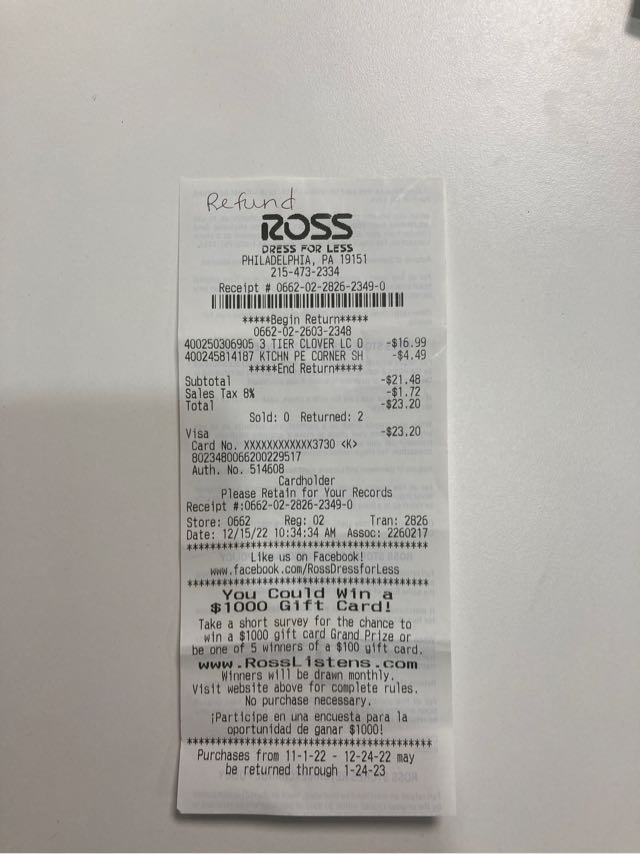 Refund
ROSS
DRESS FOR LESS
PHILADELPHIA, PA 19151
215-473-2334
Receipt # 0662-02-2826-2349-0
*****Begin Return*****
0662-02-2603-2348
400250306905 3 TIER CLOVER LC O -$16.99
400245814187 KTCHN PE CORNER SH -$4.49
*****End Return*****
Subtotal -$21.48
Sales Tax 8% -$1.72
Total -$23.20
Sold: 0 Returned: 2
Visa -$23.20
Card No. XXXXXXXXXXXX3730 <K>
8023480066200229517
Auth. No. 514608
Cardholder
Please Retain for Your Records
Receipt #:0662-02-2826-2349-0
Store: 0662 Reg: 02 Tran: 2826
Date: 12/15/22 10:34:34 AM Assoc: 2260217
******************************************
Like us on Facebook!
www.facebook.com/RossDressforLess
******************************************
You Could Win a
$1000 Gift Card!
Take a short survey for the chance to
win a $1000 gift card Grand Prize or
be one of 5 winners of a $100 gift card.
www.RossListens.com
Winners will be drawn monthly.
Visit website above for complete rules.
No purchase necessary.
¡Participe en una encuesta para la
oportunidad de ganar $1000!
******************************************
Purchases from 11-1-22 - 12-24-22 may
be returned through 1-24-23